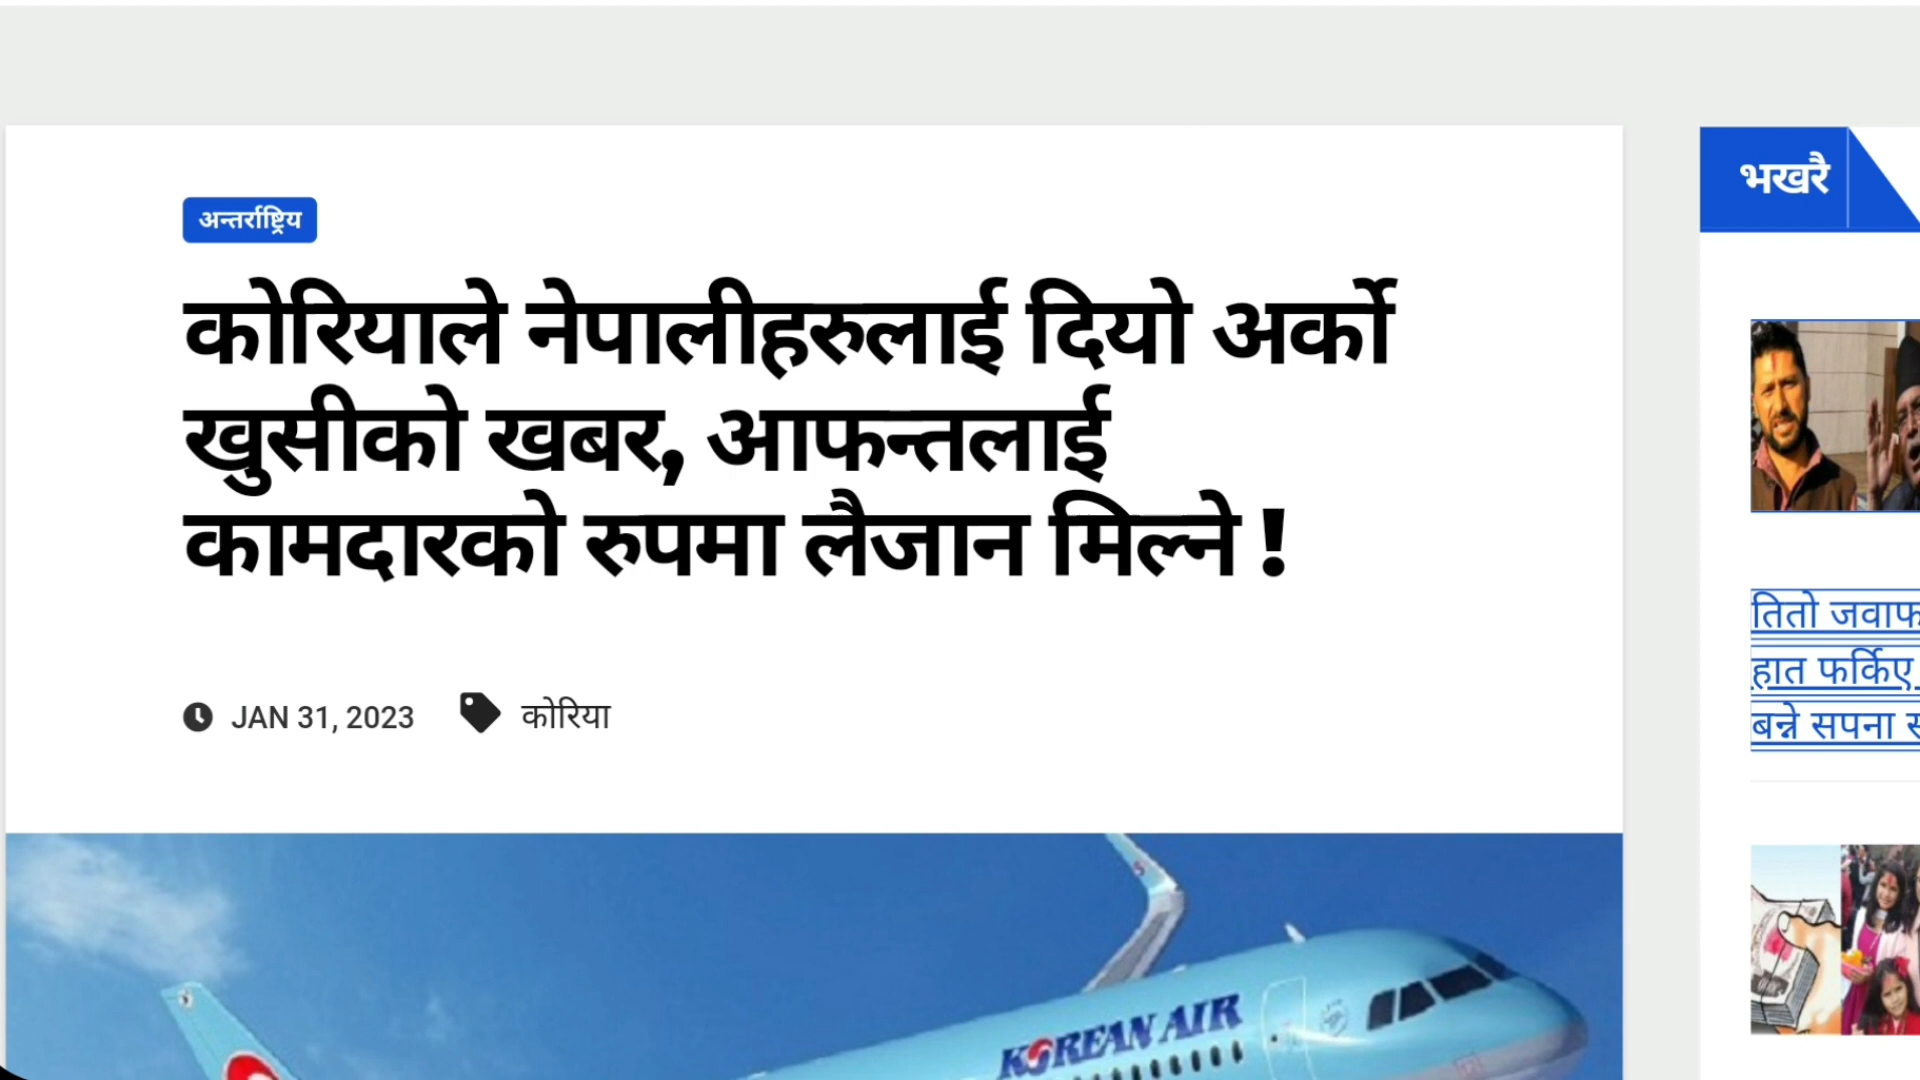 अन्तर्राष्ट्रिय
कोरियाले नेपालीहरुलाई दियो अर्को
खुसीको खबर, आफन्तलाई
कामदारको रुपमा लैजान मिल्ने !
JAN 31, 2023 कोरिया
KOREAN AIR
भखरै
तितो जवाफ
हात फर्किए
बन्ने सपना